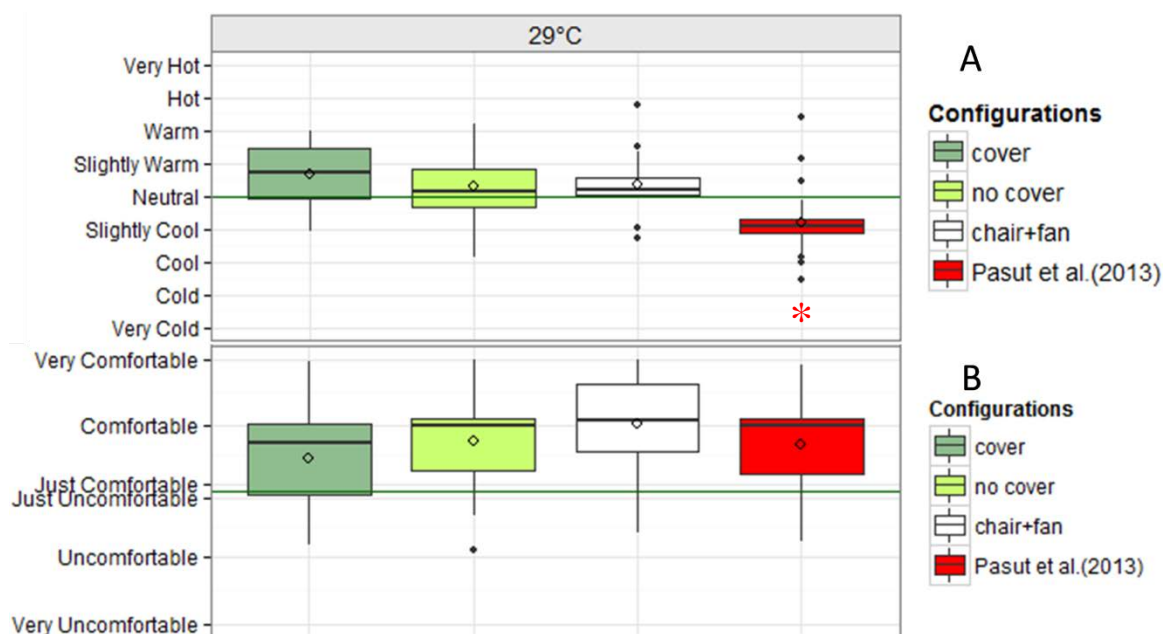 29°C
A
Very Hot
Hot
Warm
Slightly Warm
Neutral
Slightly Cool
Cool
Cold
Very Cold
*
Configurations
cover
no cover
chair+fan
Pasut et al.(2013)
B
Very Comfortable
Comfortable
Just Comfortable
Just Uncomfortable
Uncomfortable
Very Uncomfortable
Configurations
cover
no cover
chair+fan
Pasut et al.(2013)